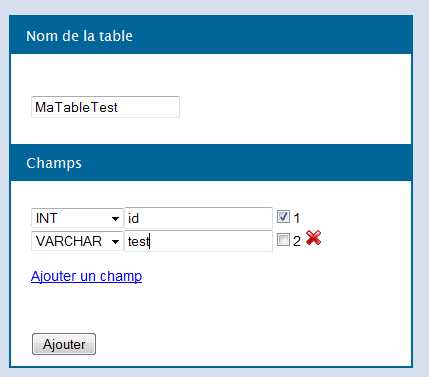 Nom de la table
MaTableTest
Champs
INT id 1
VARCHAR test 2
Ajouter un champ
Ajouter